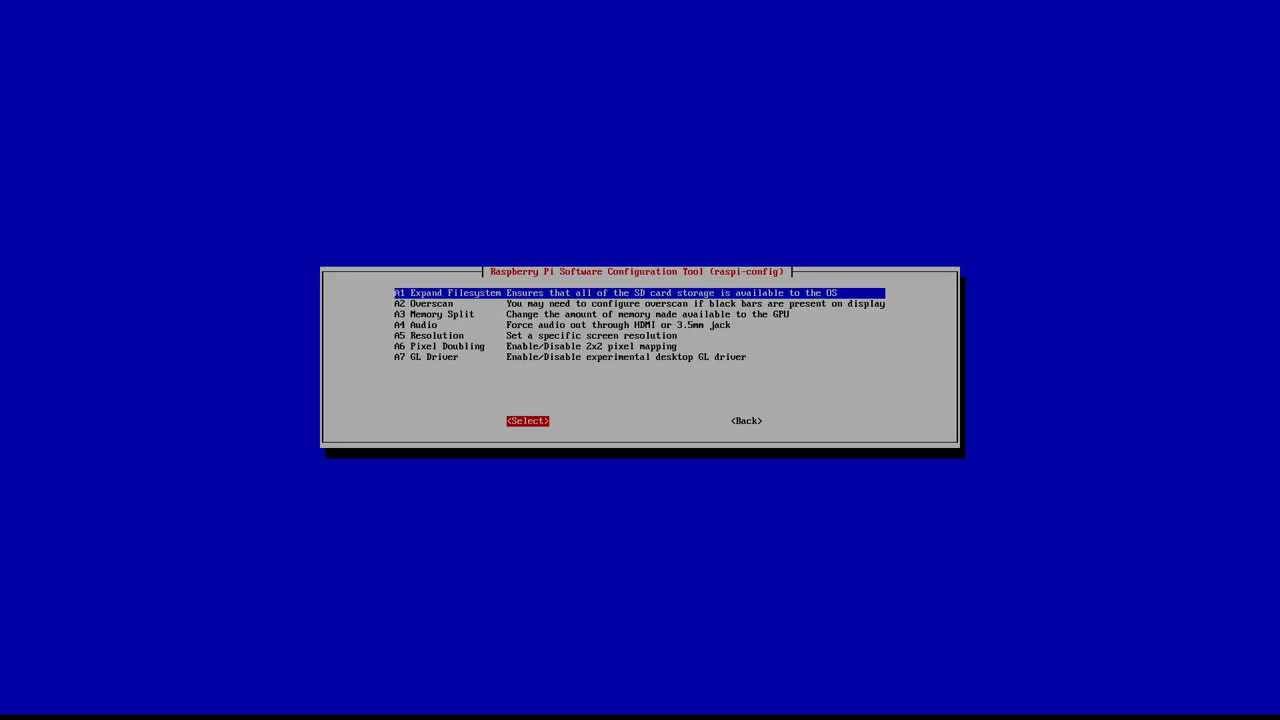 Raspberry Pi Software Configuration Tool (raspi-config)
A1 Expand Filesystem Ensures that all of the SD card storage is available to the OS
A2 Overscan You may need to configure overscan if black bars are present on display
A3 Memory Split Change the amount of memory made available to the GPU
A4 Audio Force audio out through HDMI or 3.5mm jack
A5 Resolution Set a specific screen resolution
A6 Pixel Doubling Enable/Disable 2x2 pixel mapping
A7 GL Driver Enable/Disable experimental desktop GL driver
<Select> <Back>